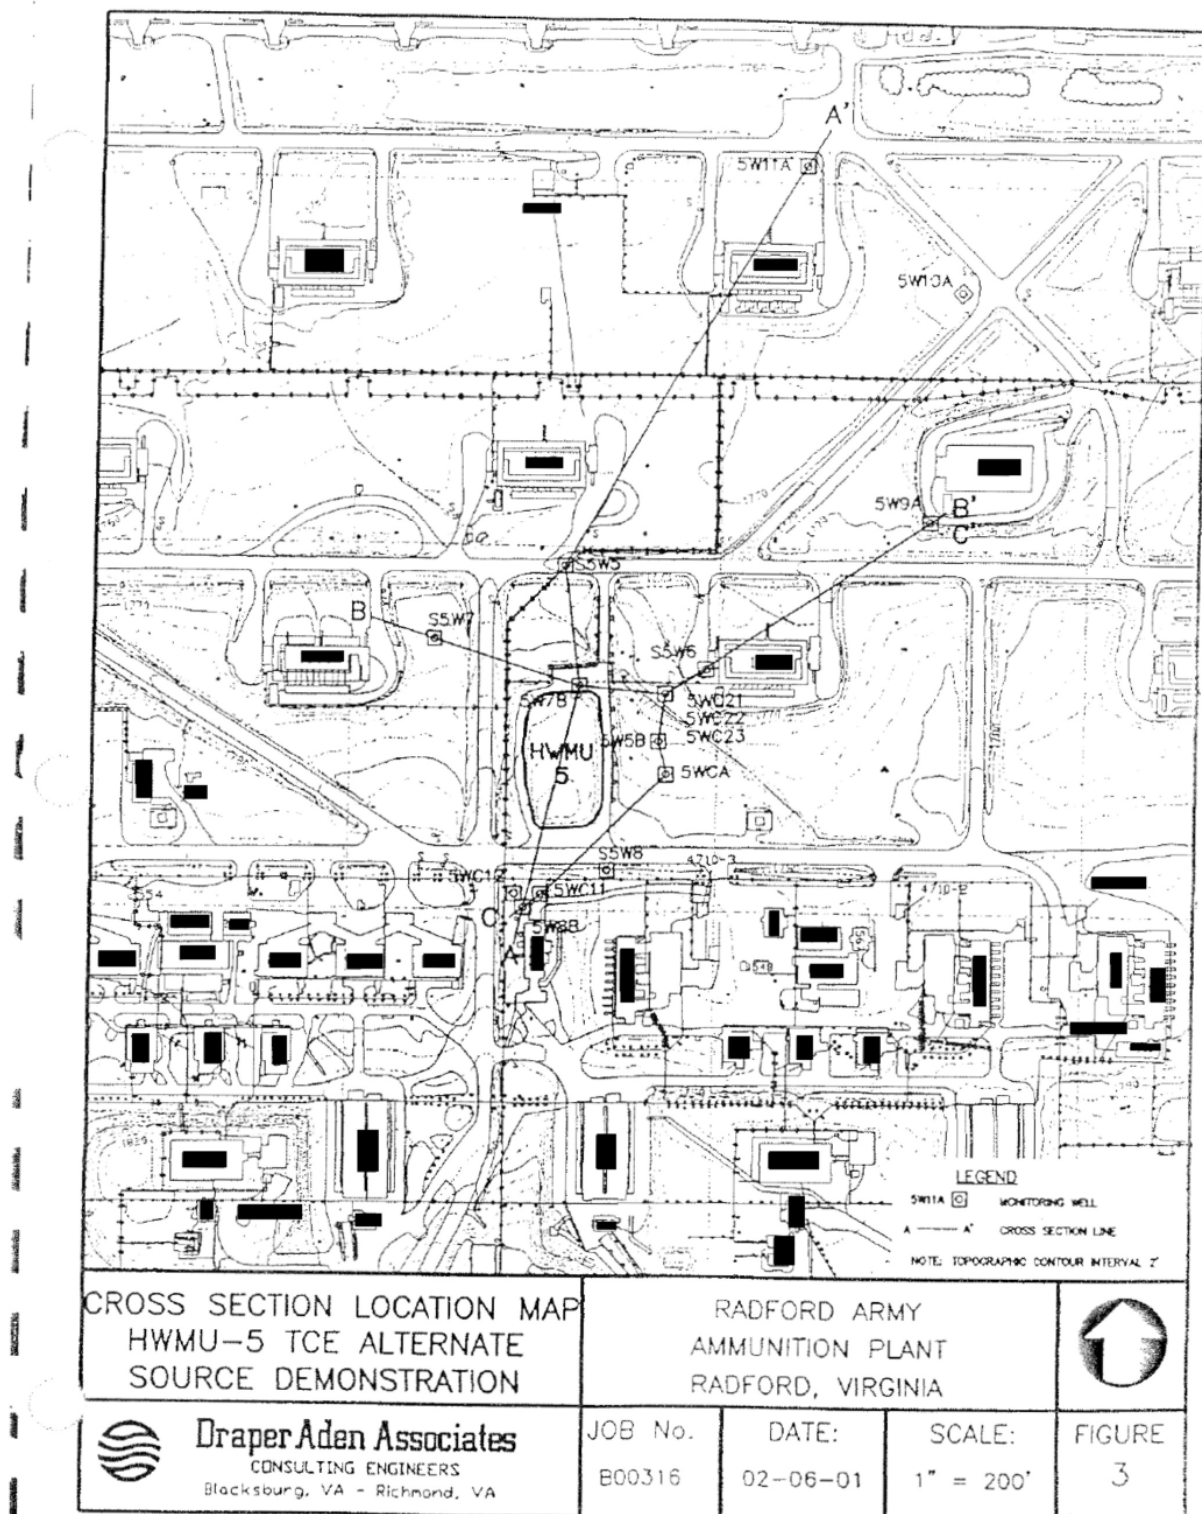 A'
5W11A
5W10A
5W9A
B'
C'
S5W5
B
S5W7
S5W6
5W7B
5WC21
5WC22
5WC23
5W5B
HWMU
5
5WCA
S5W8
4710-3
5WC12
5WC11
C
5W8B
A
LEGEND
5W11A MONITORING WELL
A A' CROSS SECTION LINE
NOTE: TOPOGRAPHIC CONTOUR INTERVAL 2'
CROSS SECTION LOCATION MAP
HWMU-5 TCE ALTERNATE
SOURCE DEMONSTRATION
RADFORD ARMY
AMMUNITION PLANT
RADFORD, VIRGINIA
Draper Aden Associates
CONSULTING ENGINEERS
Blacksburg, VA - Richmond, VA
JOB No.
B00316
DATE:
02-06-01
SCALE:
1" = 200'
FIGURE
3